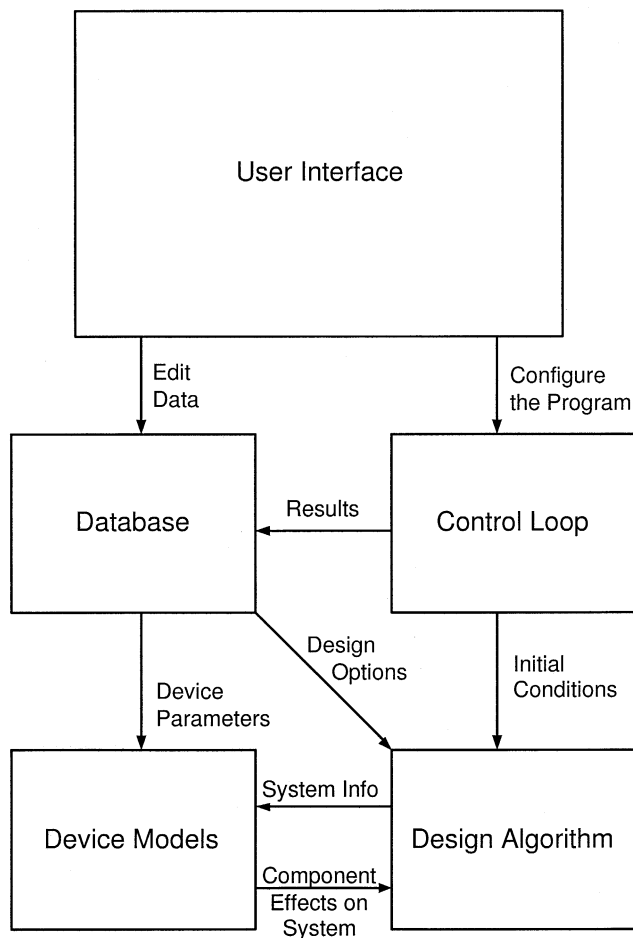 User Interface
Edit
Data
Configure
the Program
Database
Results
Control Loop
Design
Options
Initial
Conditions
Device
Parameters
Device Models
System Info
Component
Effects on
System
Design Algorithm